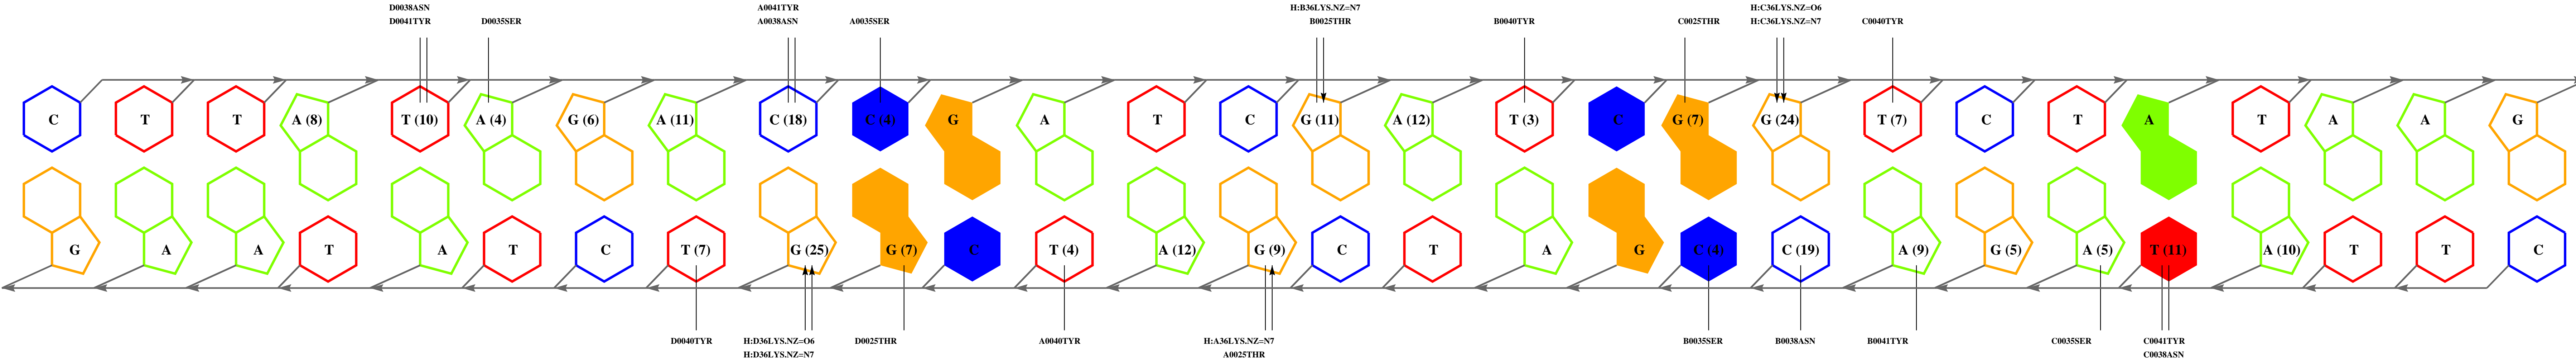 D0038ASN A0041TYR H:B36LYS.NZ=N7 H:C36LYS.NZ=O6
D0041TYR D0035SER A0038ASN A0035SER B0025THR B0040TYR C0025THR H:C36LYS.NZ=N7 C0040TYR
C T T A (8) T (10) A (4) G (6) A (11) C (18) C (4) G A T C G (11) A (12) T (3) C G (7) G (24) T (7) C T A T A A G
G A A T A T C T (7) G (25) G (7) C T (4) A (12) G (9) C T A G C (4) C (19) A (9) G (5) A (5) T (11) A (10) T T C
D0040TYR H:D36LYS.NZ=O6 D0025THR A0040TYR H:A36LYS.NZ=N7 B0035SER B0038ASN B0041TYR C0035SER C0041TYR
H:D36LYS.NZ=N7 A0025THR C0038ASN